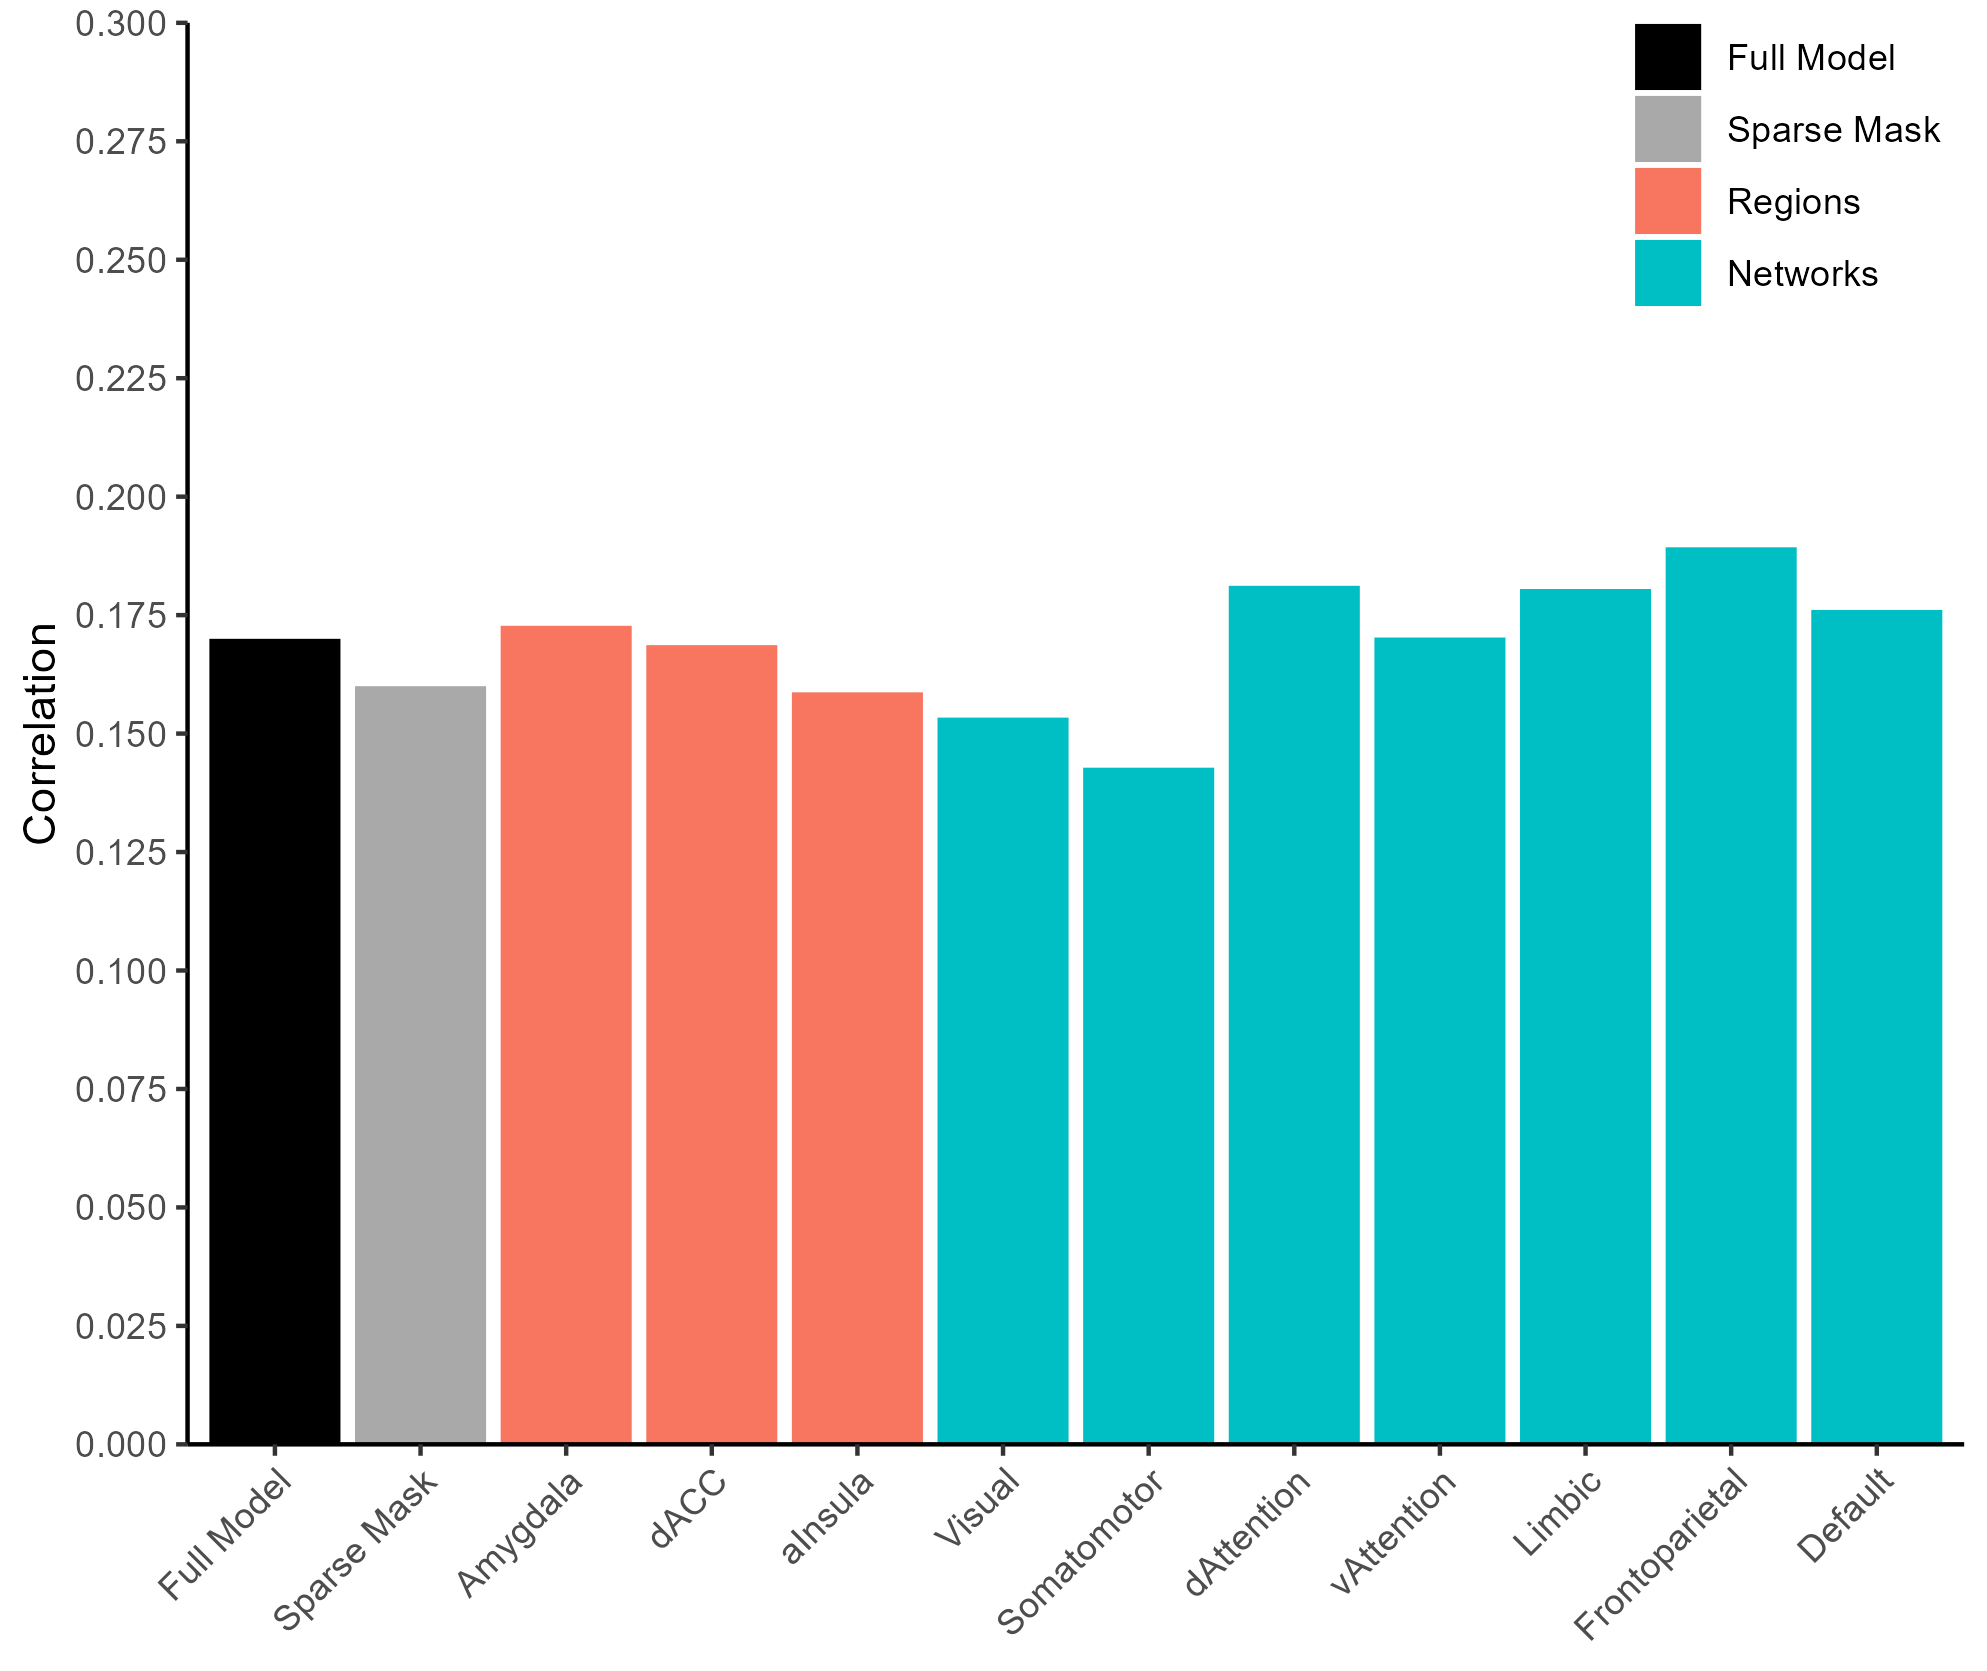 0.300
0.275
0.250
0.225
0.200
0.175
0.150
0.125
0.100
0.075
0.050
0.025
0.000
Correlation
Full Model
Sparse Mask
Regions
Networks
Full Model
Sparse Mask
Amygdala
dACC
aInsula
Visual
Somatomotor
dAttention
vAttention
Limbic
Frontoparietal
Default